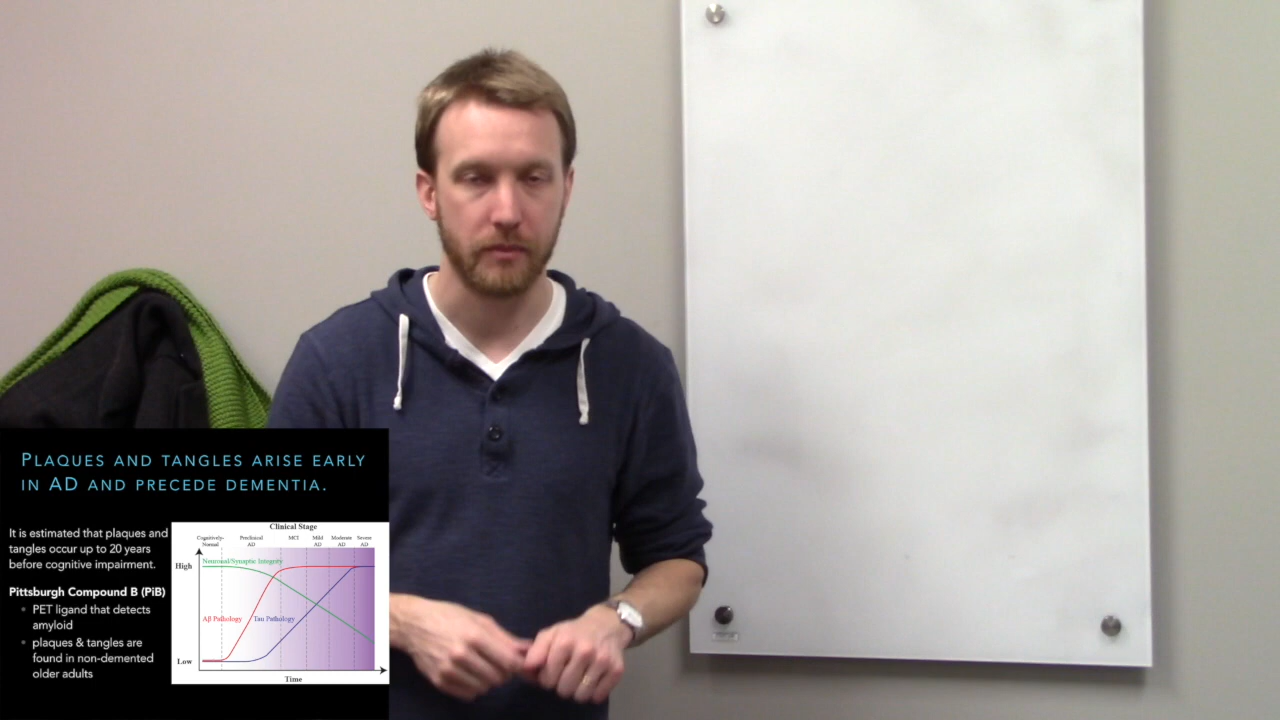 PLAQUES AND TANGLES ARISE EARLY
IN AD AND PRECEDE DEMENTIA.
It is estimated that plaques and
tangles occur up to 20 years
before cognitive impairment.
Pittsburgh Compound B (PiB)
PET ligand that detects
amyloid
plaques & tangles are
found in non-demented
older adults
Clinical Stage
Cognitively-
Normal
Preclinical
AD
MCI
Mild
AD
Moderate
AD
Severe
AD
High
Neuronal/Synaptic Integrity
Aβ Pathology
Tau Pathology
Low
Time